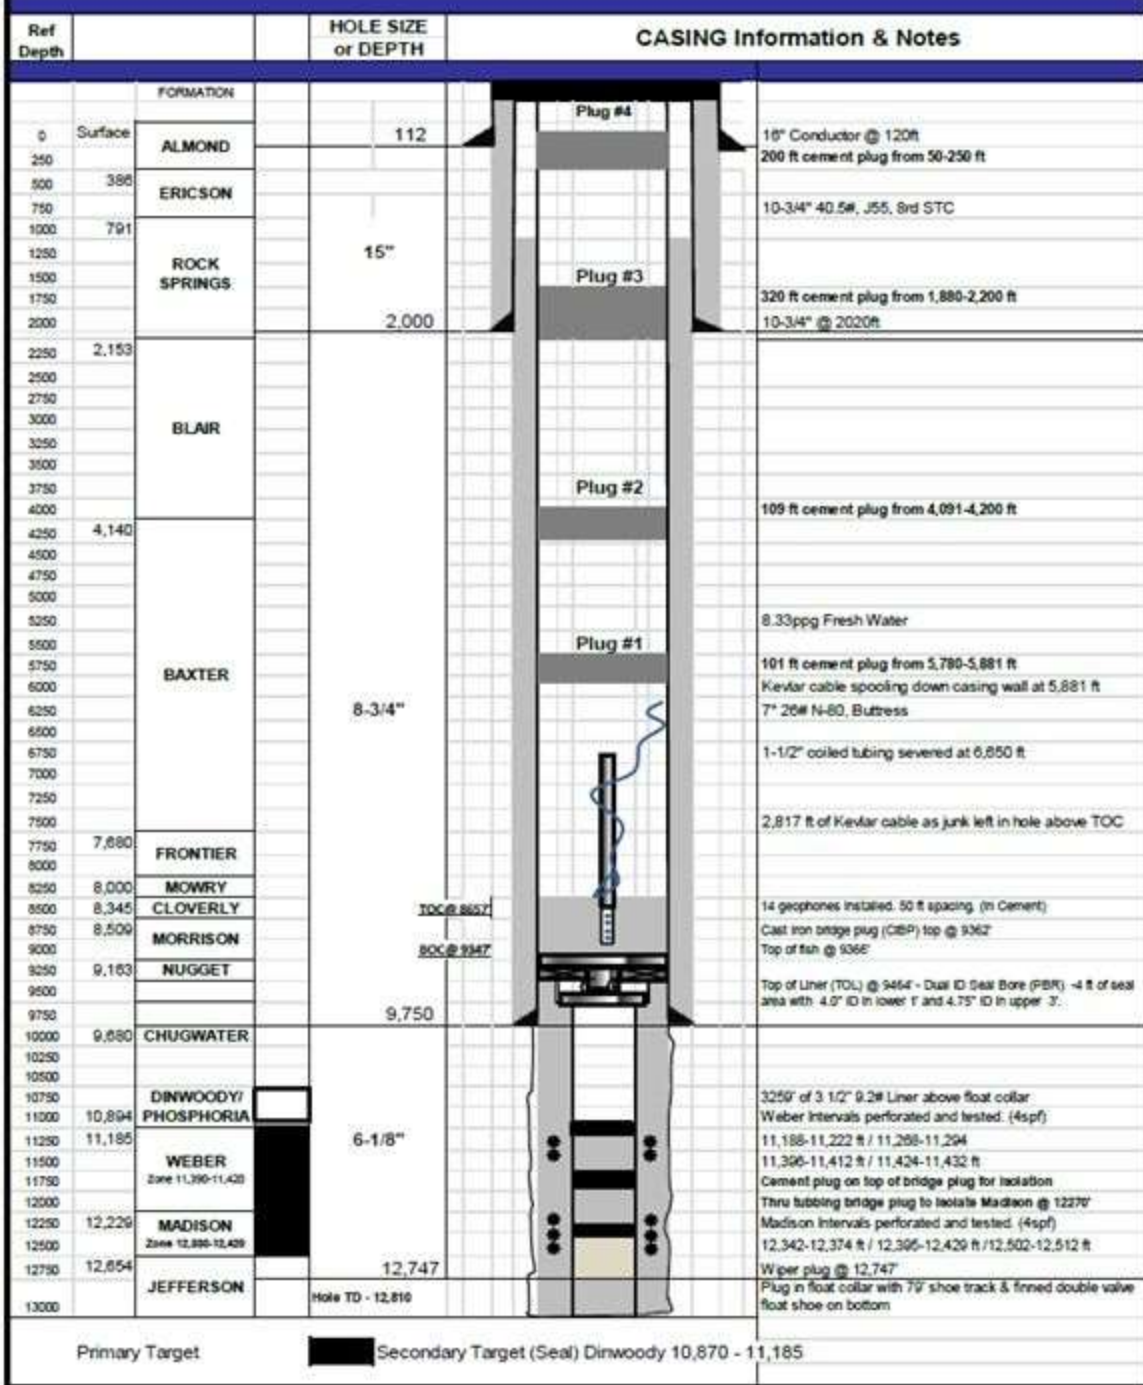 Ref Depth
HOLE SIZE or DEPTH
CASING Information & Notes
FORMATION
Plug #4
0 Surface ALMOND 112 16" Conductor @ 120ft
250 200 ft cement plug from 50-250 ft
500 386 ERICSON
750 10-3/4" 40.5#, J55, 8rd STC
1000 791
1250 ROCK SPRINGS 15"
1500 Plug #3
1750 320 ft cement plug from 1,880-2,200 ft
2000 2,000 10-3/4" @ 2020ft
2250 2,153
2500
2750
3000 BLAIR
3250
3500
3750 Plug #2
4000 109 ft cement plug from 4,091-4,200 ft
4250 4,140
4500
4750
5000
5250 8.33ppg Fresh Water
5500 Plug #1
5750 101 ft cement plug from 5,780-5,881 ft
BAXTER
6000 Kevlar cable spooling down casing wall at 5,881 ft
6250 8-3/4" 7" 26# N-80, Buttress
6500
6750 1-1/2" coiled tubing severed at 6,650 ft
7000
7250
7500 2,817 ft of Kevlar cable as junk left in hole above TOC
7750 7,680 FRONTIER
8000
8250 8,000 MOWRY
8500 8,345 CLOVERLY TOC@ 8657' 14 geophones installed. 50 ft spacing. (In Cement)
8750 8,509 MORRISON Cast iron bridge plug (CIBP) top @ 9362'
9000 BOC@ 9347' Top of fish @ 9366'
9250 9,163 NUGGET
9500 Top of Liner (TOL) @ 9464' - Dual ID Seal Bore (PBR) ~4 ft of seal
area with 4.0" ID in lower 1' and 4.75" ID in upper 3'.
9750 9,750
10000 9,680 CHUGWATER
10250
10500
10750 DINWOODY/ 3259' of 3 1/2" 9.2# Liner above float collar
11000 10,894 PHOSPHORIA Weber Intervals perforated and tested. (4spf)
11250 11,185 6-1/8" 11,188-11,222 ft / 11,268-11,294
11500 WEBER 11,396-11,412 ft / 11,424-11,432 ft
11750 Zone 11,390-11,420 Cement plug on top of bridge plug for isolation
12000 Thru tubbing bridge plug to isolate Madison @ 12270'
12250 12,229 MADISON Madison Intervals perforated and tested. (4spf)
12500 12,342-12,374 ft / 12,395-12,429 ft /12,502-12,512 ft
12750 12,654 12,747 Wiper plug @ 12,747'
JEFFERSON Hole TD - 12,810 Plug in float collar with 79' shoe track & finned double valve
13000 float shoe on bottom
Primary Target Secondary Target (Seal) Dinwoody 10,870 - 11,185